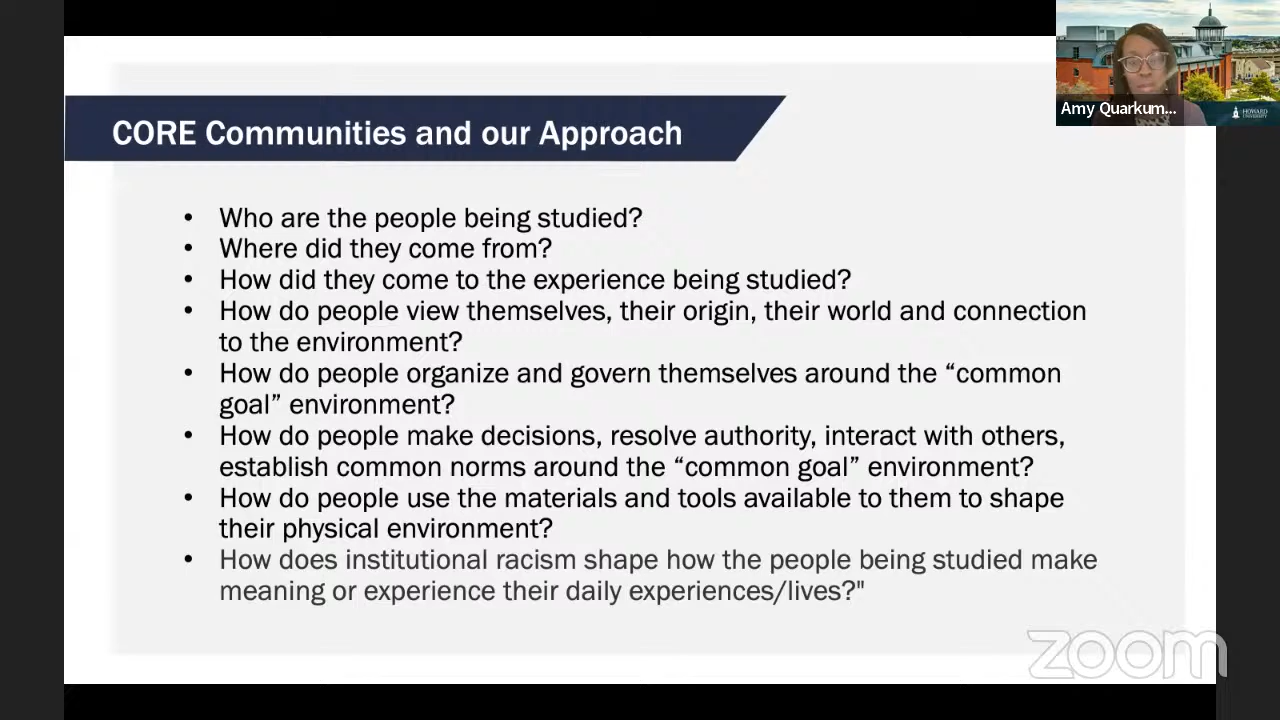 CORE Communities and our Approach
• Who are the people being studied?
• Where did they come from?
• How did they come to the experience being studied?
• How do people view themselves, their origin, their world and connection
to the environment?
• How do people organize and govern themselves around the “common
goal” environment?
• How do people make decisions, resolve authority, interact with others,
establish common norms around the “common goal” environment?
• How do people use the materials and tools available to them to shape
their physical environment?
• How does institutional racism shape how the people being studied make
meaning or experience their daily experiences/lives?"
Amy Quarkum...
HOWARD
UNIVERSITY
zoom